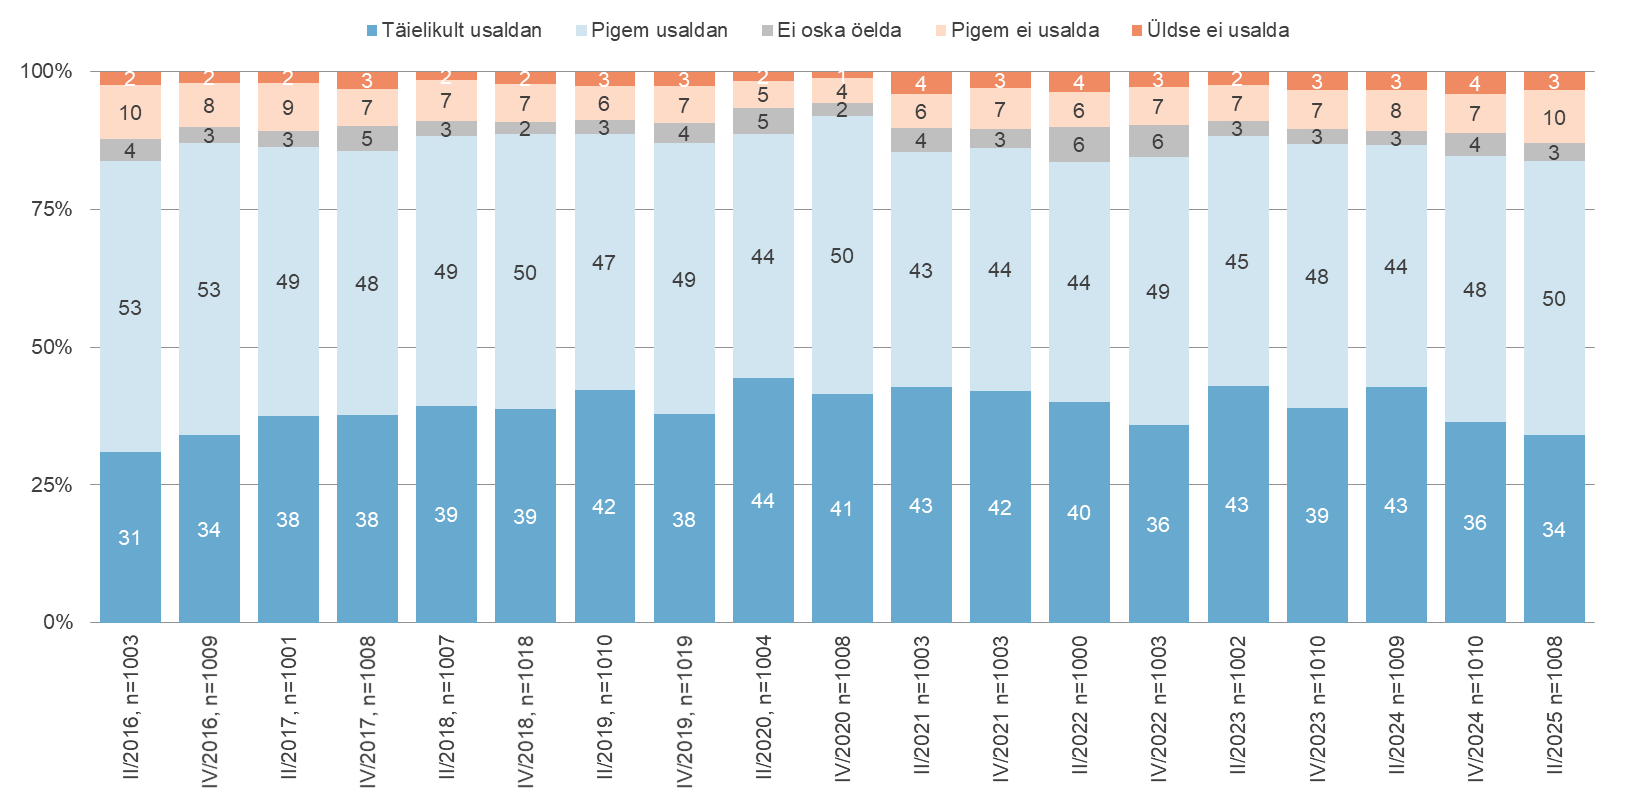 Täielikult usaldan Pigem usaldan Ei oska öelda Pigem ei usalda Üldse ei usalda
100%
75%
50%
25%
0%
2 2 2 3 2 2 3 3 2 1 4 3 4 3 2 3 3 4 3
10 8 9 7 7 7 6 7 5 4 6 7 6 7 7 7 8 7 10
4 3 3 5 3 2 3 4 5 2 4 3 6 6 3 3 3 4 3
53 53 49 48 49 50 47 49 44 50 43 44 44 49 45 48 44 48 50
31 34 38 38 39 39 42 38 44 41 43 42 40 36 43 39 43 36 34
II/2016, n=1003
IV/2016, n=1009
II/2017, n=1001
IV/2017, n=1008
II/2018, n=1007
IV/2018, n=1018
II/2019, n=1010
IV/2019, n=1019
II/2020, n=1004
IV/2020 n=1008
II/2021 n=1003
IV/2021 n=1003
II/2022 n=1000
IV/2022 n=1003
II/2023 n=1002
IV/2023 n=1010
II/2024 n=1009
IV/2024 n=1010
II/2025 n=1008